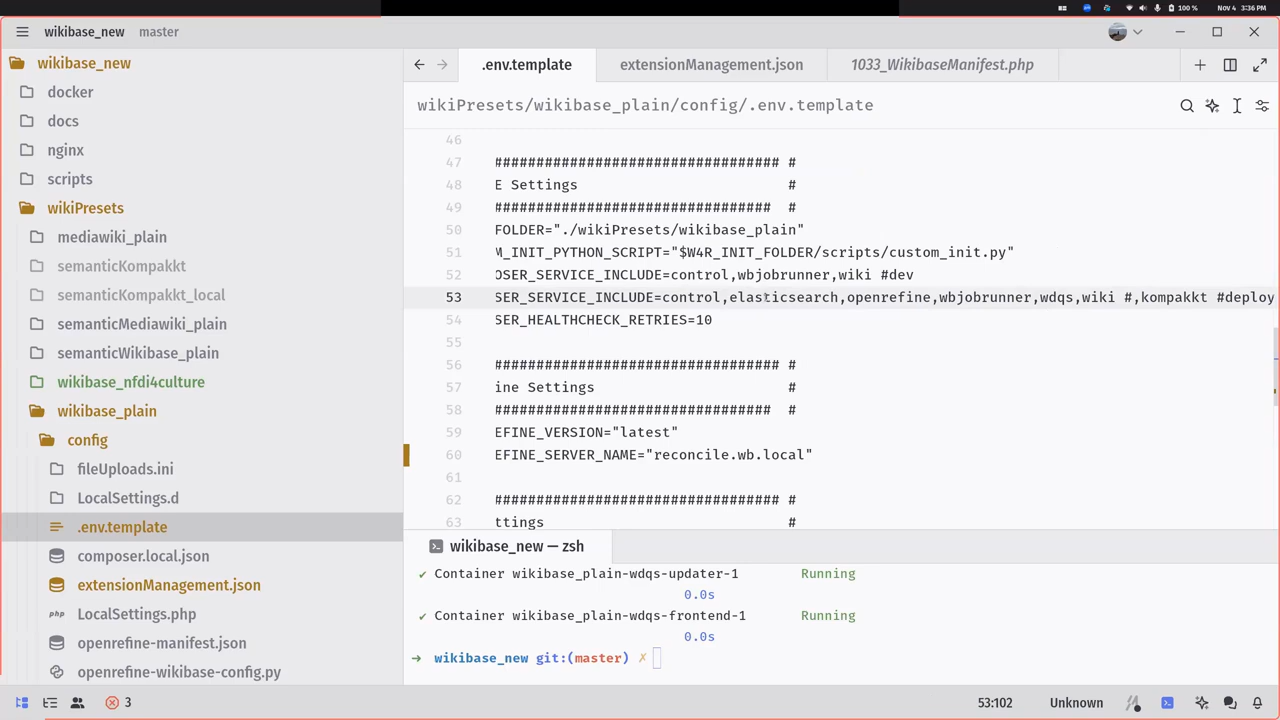 100 %
Nov 4 3:36 PM
wikibase_new master
wikibase_new
docker
docs
nginx
scripts
wikiPresets
mediawiki_plain
semanticKompakkt
semanticKompakkt_local
semanticMediawiki_plain
semanticWikibase_plain
wikibase_nfdi4culture
wikibase_plain
config
fileUploads.ini
LocalSettings.d
.env.template
composer.local.json
extensionManagement.json
php LocalSettings.php
openrefine-manifest.json
openrefine-wikibase-config.py
.env.template
extensionManagement.json
1033_WikibaseManifest.php
wikiPresets/wikibase_plain/config/.env.template
46
47 ################################## #
48 E Settings #
49 ################################# #
50 FOLDER="./wikiPresets/wikibase_plain"
51 M_INIT_PYTHON_SCRIPT="$W4R_INIT_FOLDER/scripts/custom_init.py"
52 OSER_SERVICE_INCLUDE=control,wbjobrunner,wiki #dev
53 SER_SERVICE_INCLUDE=control,elasticsearch,openrefine,wbjobrunner,wdqs,wiki #,kompakkt #deploy
54 SER_HEALTHCHECK_RETRIES=10
55
56 ################################## #
57 ine Settings #
58 ################################# #
59 EFINE_VERSION="latest"
60 EFINE_SERVER_NAME="reconcile.wb.local"
61
62 ################################## #
63 ttings #
wikibase_new — zsh
✔ Container wikibase_plain-wdqs-updater-1 Running
0.0s
✔ Container wikibase_plain-wdqs-frontend-1 Running
0.0s
→ wikibase_new git:(master) ✗
3
53:102
Unknown